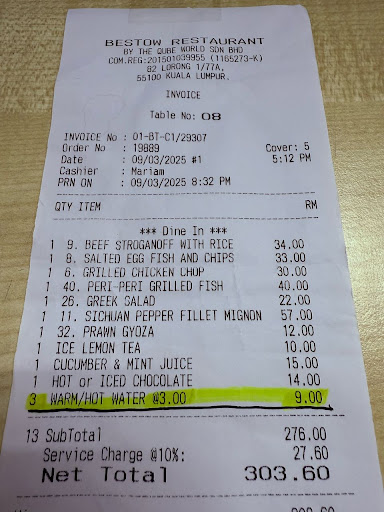 BESTOW RESTAURANT
BY THE QUBE WORLD SDN BHD
COM.REG:201501039955 (1165273-K)
82 LORONG 1/77A,
55100 KUALA LUMPUR.
INVOICE
Table No: 08
INVOICE No : 01-BT-C1/29307
Order No : 19889 Cover: 5
Date : 09/03/2025 #1 5:12 PM
Cashier : Mariam
PRN ON : 09/03/2025 8:32 PM
QTY ITEM RM
*** Dine In ***
1 9. BEEF STROGANOFF WITH RICE 34.00
1 8. SALTED EGG FISH AND CHIPS 33.00
1 6. GRILLED CHICKEN CHOP 30.00
1 40. PERI-PERI GRILLED FISH 40.00
1 26. GREEK SALAD 22.00
1 11. SICHUAN PEPPER FILLET MIGNON 57.00
1 32. PRAWN GYOZA 12.00
1 ICE LEMON TEA 10.00
1 CUCUMBER & MINT JUICE 15.00
1 HOT or ICED CHOCOLATE 14.00
3 WARM/HOT WATER @3.00 9.00
13 SubTotal 276.00
Service Charge @10%: 27.60
Net Total 303.60